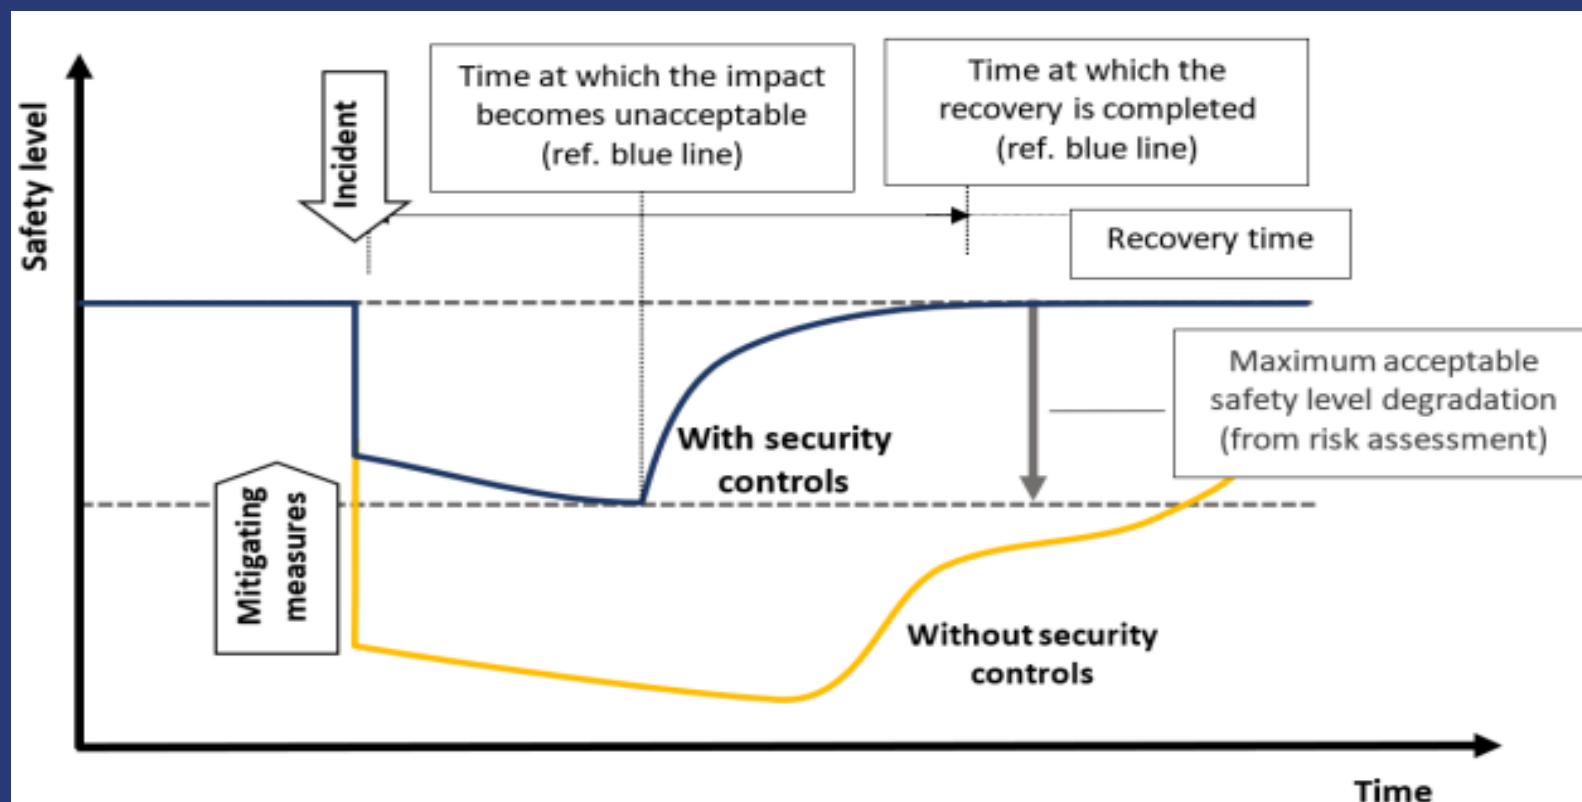 Safety level
Incident
Time at which the impact
becomes unacceptable
(ref. blue line)
Time at which the
recovery is completed
(ref. blue line)
Recovery time
Maximum acceptable
safety level degradation
(from risk assessment)
With security
controls
Mitigating
measures
Without security
controls
Time